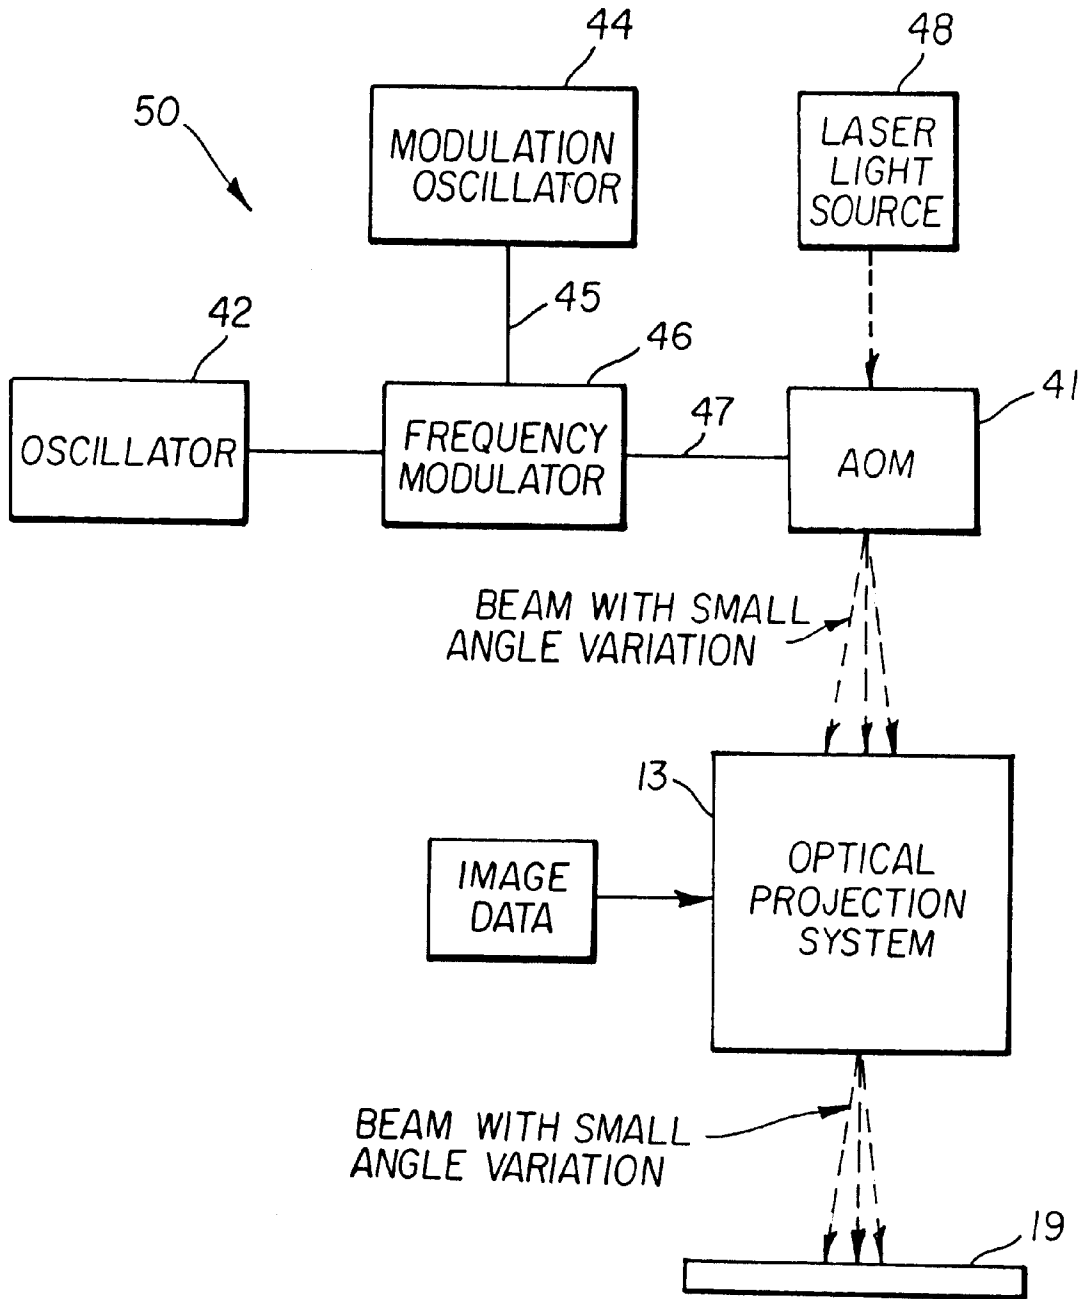 44
48
50
MODULATION
OSCILLATOR
LASER
LIGHT
SOURCE
42
45
46
47
41
OSCILLATOR
FREQUENCY
MODULATOR
AOM
BEAM WITH SMALL
ANGLE VARIATION
13
IMAGE
DATA
OPTICAL
PROJECTION
SYSTEM
BEAM WITH SMALL
ANGLE VARIATION
19